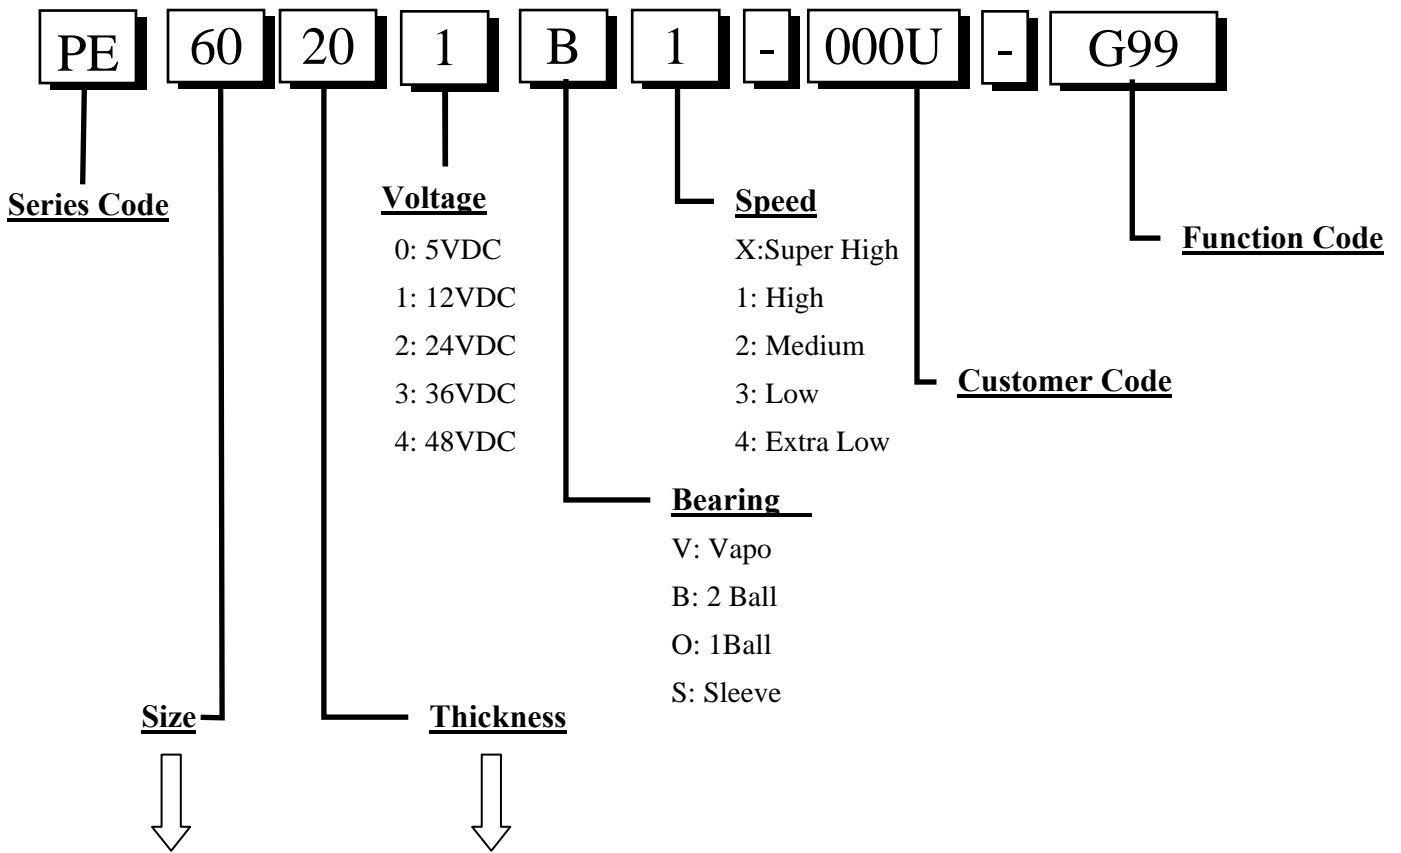 PE 60 20 1 B 1 - 000U - G99
Series Code
Voltage
0: 5VDC
1: 12VDC
2: 24VDC
3: 36VDC
4: 48VDC
Speed
X:Super High
1: High
2: Medium
3: Low
4: Extra Low
Function Code
Customer Code
Bearing
V: Vapo
B: 2 Ball
O: 1Ball
S: Sleeve
Size
Thickness